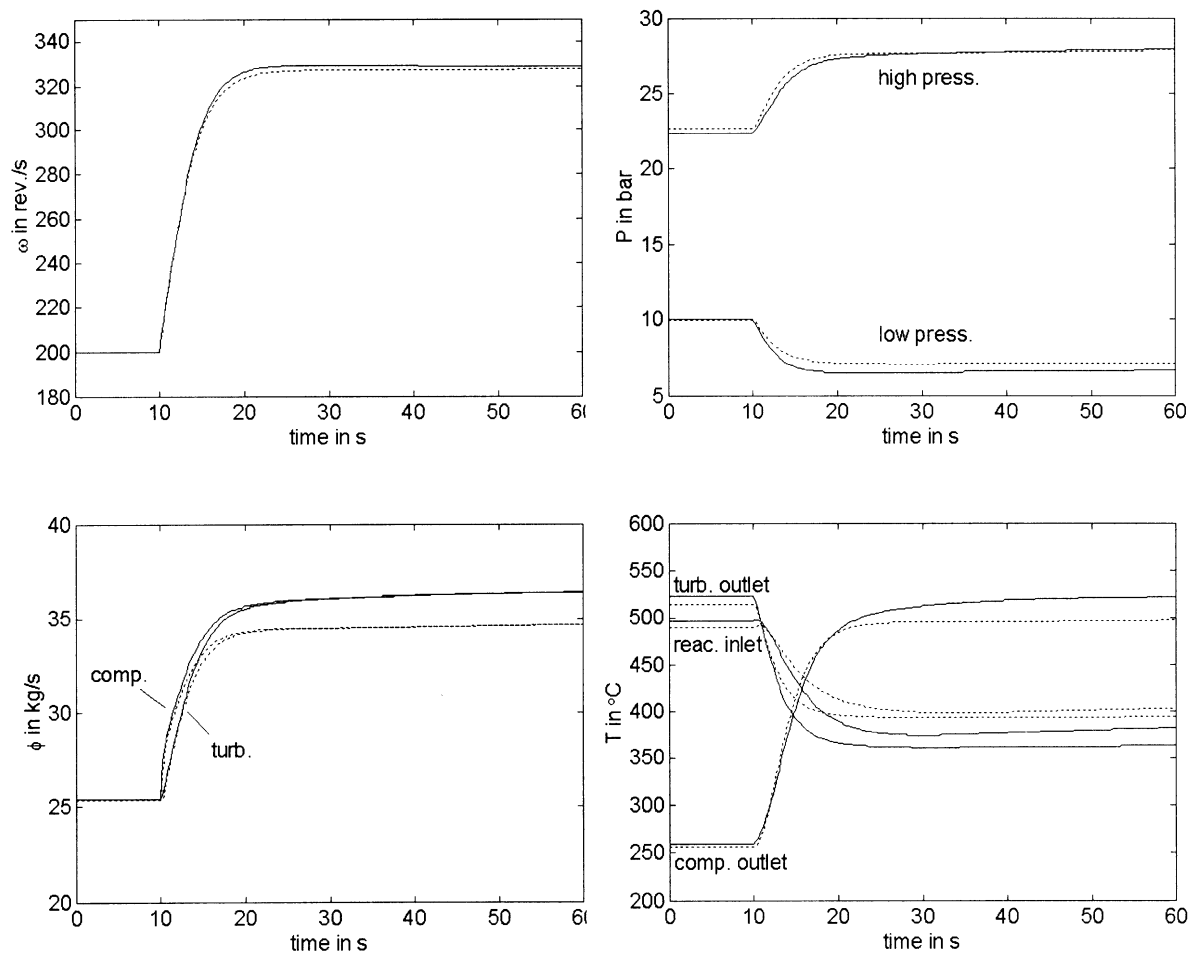 340
320
300
280
260
240
220
200
180
ω in rev./s
0 10 20 30 40 50 60
time in s
30
25
20
15
10
5
P in bar
high press.
low press.
0 10 20 30 40 50 60
time in s
40
35
30
25
20
ϕ in kg/s
comp.
turb.
0 10 20 30 40 50 60
time in s
600
550
500
450
400
350
300
250
200
T in °C
turb. outlet
reac. inlet
comp. outlet
0 10 20 30 40 50 60
time in s